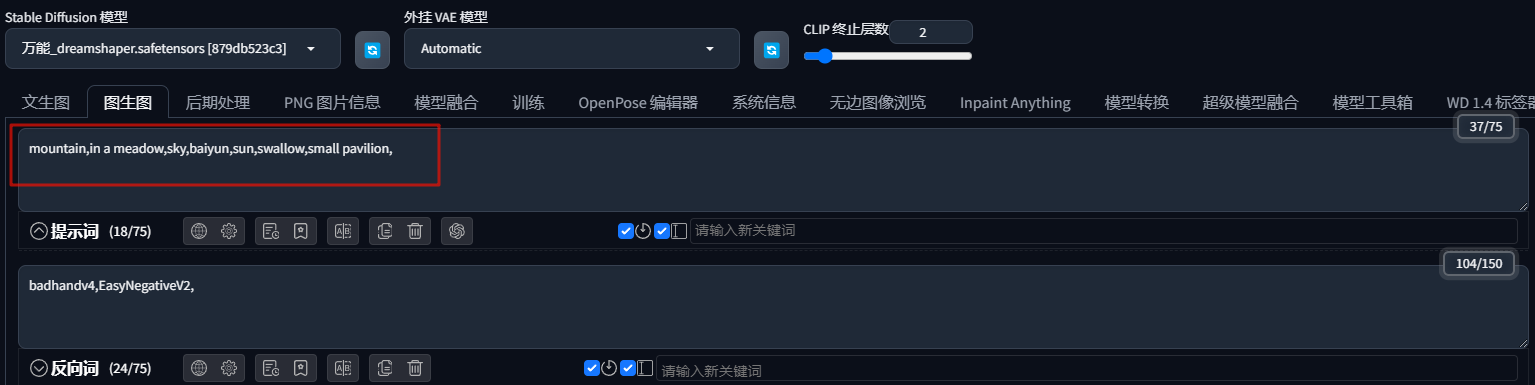 Stable Diffusion 模型
外挂 VAE 模型
CLIP 终止层数
2
万能_dreamshaper.safetensors [879db523c3]
Automatic
文生图
图生图
后期处理
PNG 图片信息
模型融合
训练
OpenPose 编辑器
系统信息
无边图像浏览
Inpaint Anything
模型转换
超级模型融合
模型工具箱
WD 1.4 标签器
37/75
mountain,in a meadow,sky,baiyun,sun,swallow,small pavilion,
提示词 (18/75)
请输入新关键词
104/150
badhandv4,EasyNegativeV2,
反向词 (24/75)
请输入新关键词